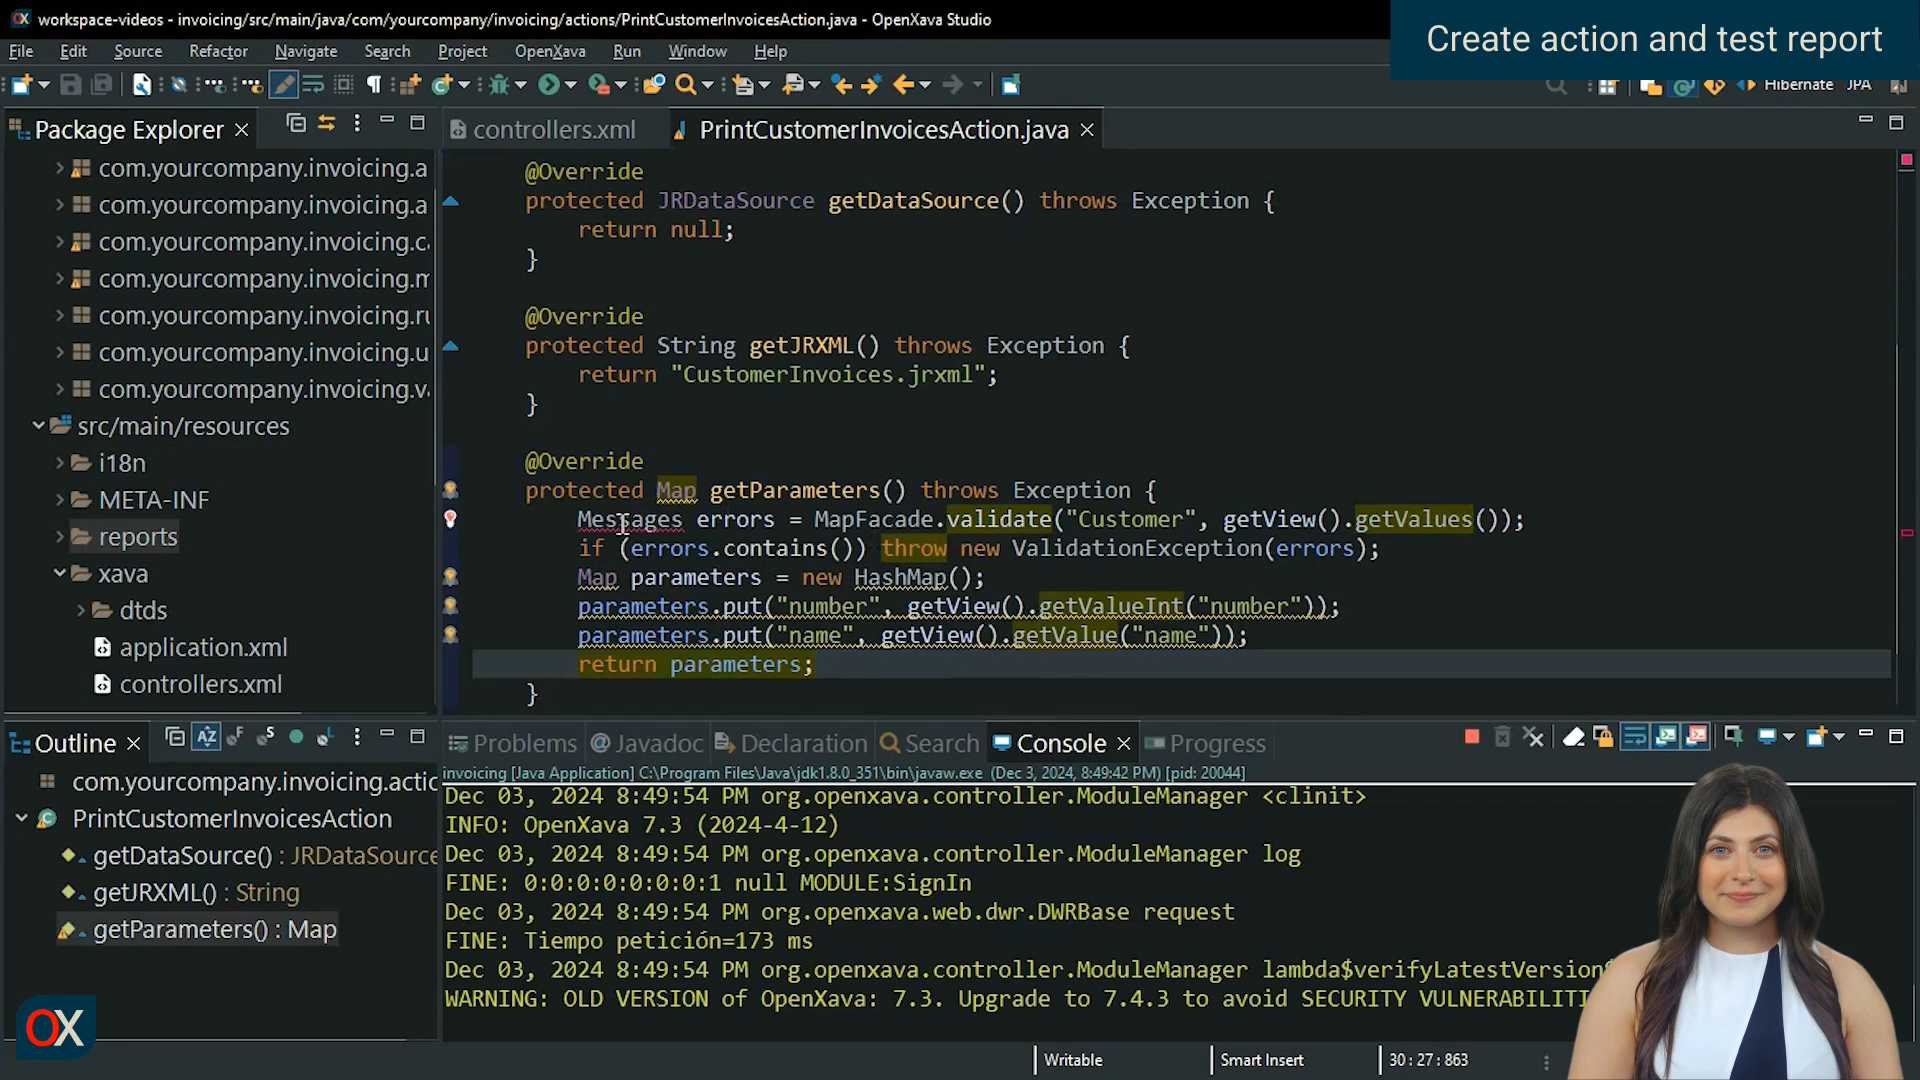 workspace-videos - invoicing/src/main/java/com/yourcompany/invoicing/actions/PrintCustomerInvoicesAction.java - OpenXava Studio
Create action and test report
File Edit Source Refactor Navigate Search Project OpenXava Run Window Help
Hibernate JPA
Package Explorer
com.yourcompany.invoicing.a
com.yourcompany.invoicing.a
com.yourcompany.invoicing.c
com.yourcompany.invoicing.m
com.yourcompany.invoicing.ru
com.yourcompany.invoicing.u
com.yourcompany.invoicing.va
src/main/resources
i18n
META-INF
reports
xava
dtds
application.xml
controllers.xml
controllers.xml PrintCustomerInvoicesAction.java
@Override
protected JRDataSource getDataSource() throws Exception {
return null;
}
@Override
protected String getJRXML() throws Exception {
return "CustomerInvoices.jrxml";
}
@Override
protected Map getParameters() throws Exception {
Messages errors = MapFacade.validate("Customer", getView().getValues());
if (errors.contains()) throw new ValidationException(errors);
Map parameters = new HashMap();
parameters.put("number", getView().getValueInt("number"));
parameters.put("name", getView().getValue("name"));
return parameters;
}
Outline
com.yourcompany.invoicing.actic
PrintCustomerInvoicesAction
getDataSource() : JRDataSource
getJRXML() : String
getParameters() : Map
Problems Javadoc Declaration Search Console Progress
invoicing [Java Application] C:\Program Files\Java\jdk1.8.0_351\bin\javaw.exe (Dec 3, 2024, 8:49:42 PM) [pid: 20044]
Dec 03, 2024 8:49:54 PM org.openxava.controller.ModuleManager <clinit>
INFO: OpenXava 7.3 (2024-4-12)
Dec 03, 2024 8:49:54 PM org.openxava.controller.ModuleManager log
FINE: 0:0:0:0:0:0:0:1 null MODULE:SignIn
Dec 03, 2024 8:49:54 PM org.openxava.web.dwr.DWRBase request
FINE: Tiempo petición=173 ms
Dec 03, 2024 8:49:54 PM org.openxava.controller.ModuleManager lambda$verifyLatestVersion$
WARNING: OLD VERSION of OpenXava: 7.3. Upgrade to 7.4.3 to avoid SECURITY VULNERABILITI
OX
Writable Smart Insert 30 : 27 : 863